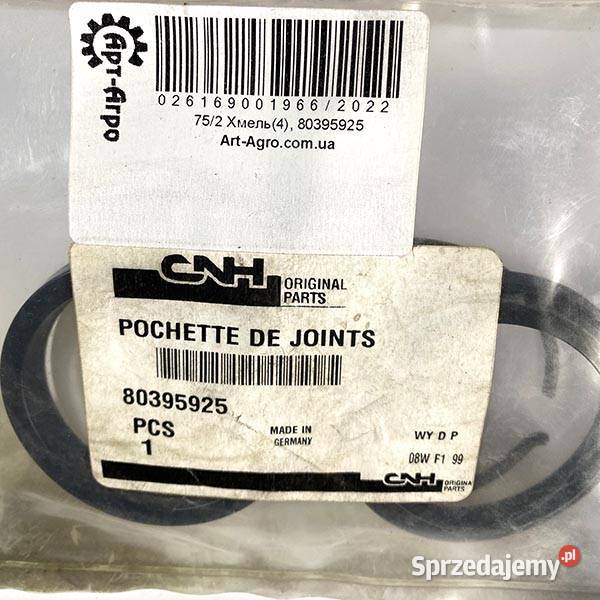 Арт-Агро
026169001966/2022
75/2 Хмель(4), 80395925
Art-Agro.com.ua
CNH ORIGINAL PARTS
POCHETTE DE JOINTS
80395925
PCS
1
MADE IN GERMANY
WY D P
08W F1 99
CNH ORIGINA PARTS
Sprzedajemy.pl